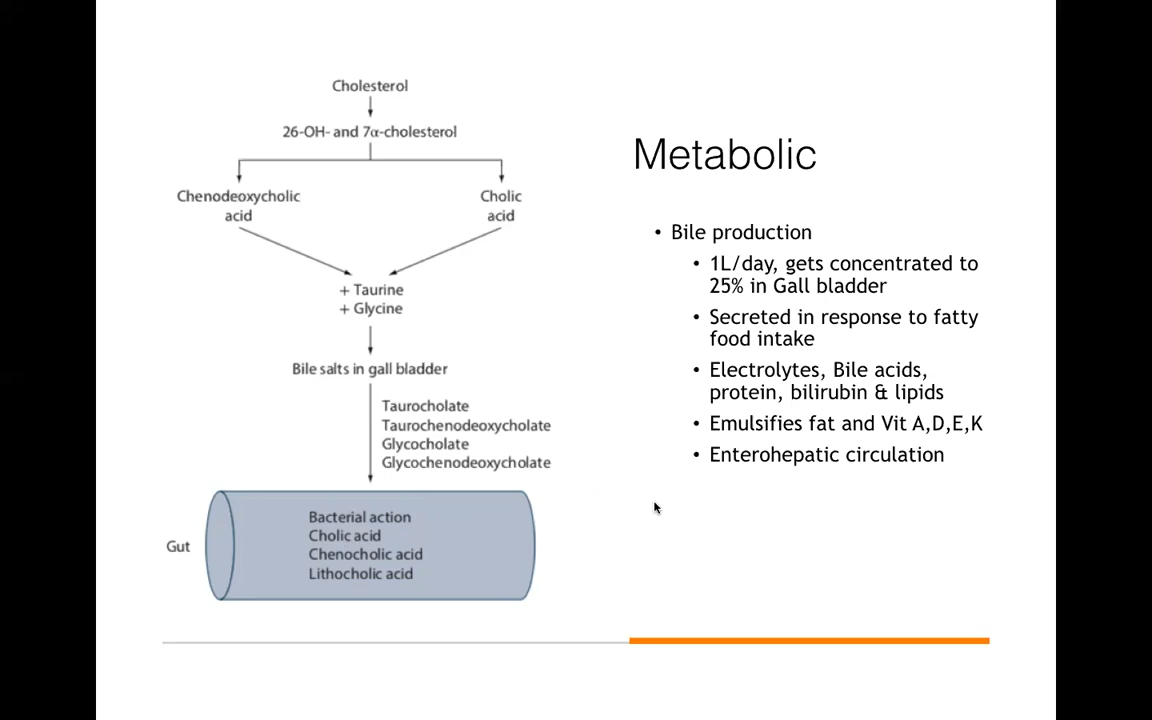 Cholesterol
26-OH- and 7α-cholesterol
Chenodeoxycholic
acid
Cholic
acid
+ Taurine
+ Glycine
Bile salts in gall bladder
Taurocholate
Taurochenodeoxycholate
Glycocholate
Glycochenodeoxycholate
Gut
Bacterial action
Cholic acid
Chenocholic acid
Lithocholic acid
Metabolic
• Bile production
• 1L/day, gets concentrated to
25% in Gall bladder
• Secreted in response to fatty
food intake
• Electrolytes, Bile acids,
protein, bilirubin & lipids
• Emulsifies fat and Vit A,D,E,K
• Enterohepatic circulation